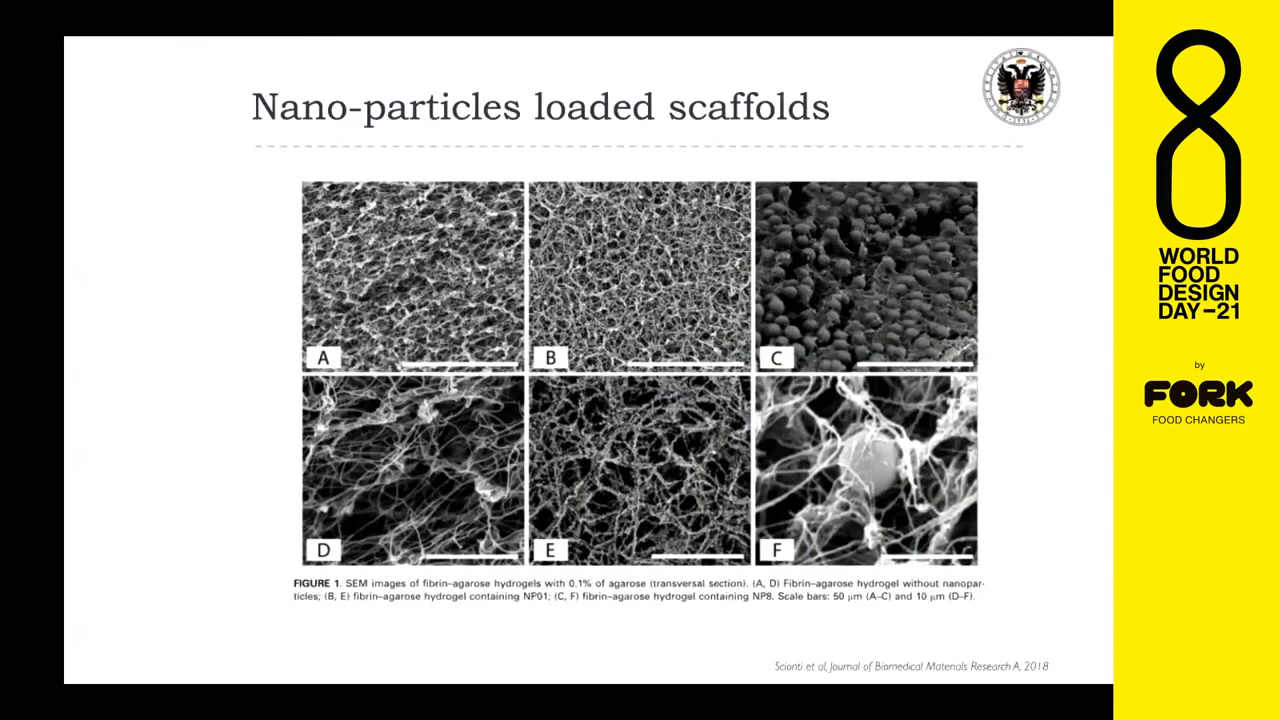 Nano-particles loaded scaffolds
A
B
C
D
E
F
FIGURE 1. SEM images of fibrin–agarose hydrogels with 0.1% of agarose (transversal section). (A, D) Fibrin–agarose hydrogel without nanopar-
ticles; (B, E) fibrin–agarose hydrogel containing NP01; (C, F) fibrin–agarose hydrogel containing NP8. Scale bars: 50 μm (A–C) and 10 μm (D–F).
Scionti et al, Journal of Biomedical Materials Research A, 2018
8
WORLD
FOOD
DESIGN
DAY–21
by
FORK
FOOD CHANGERS